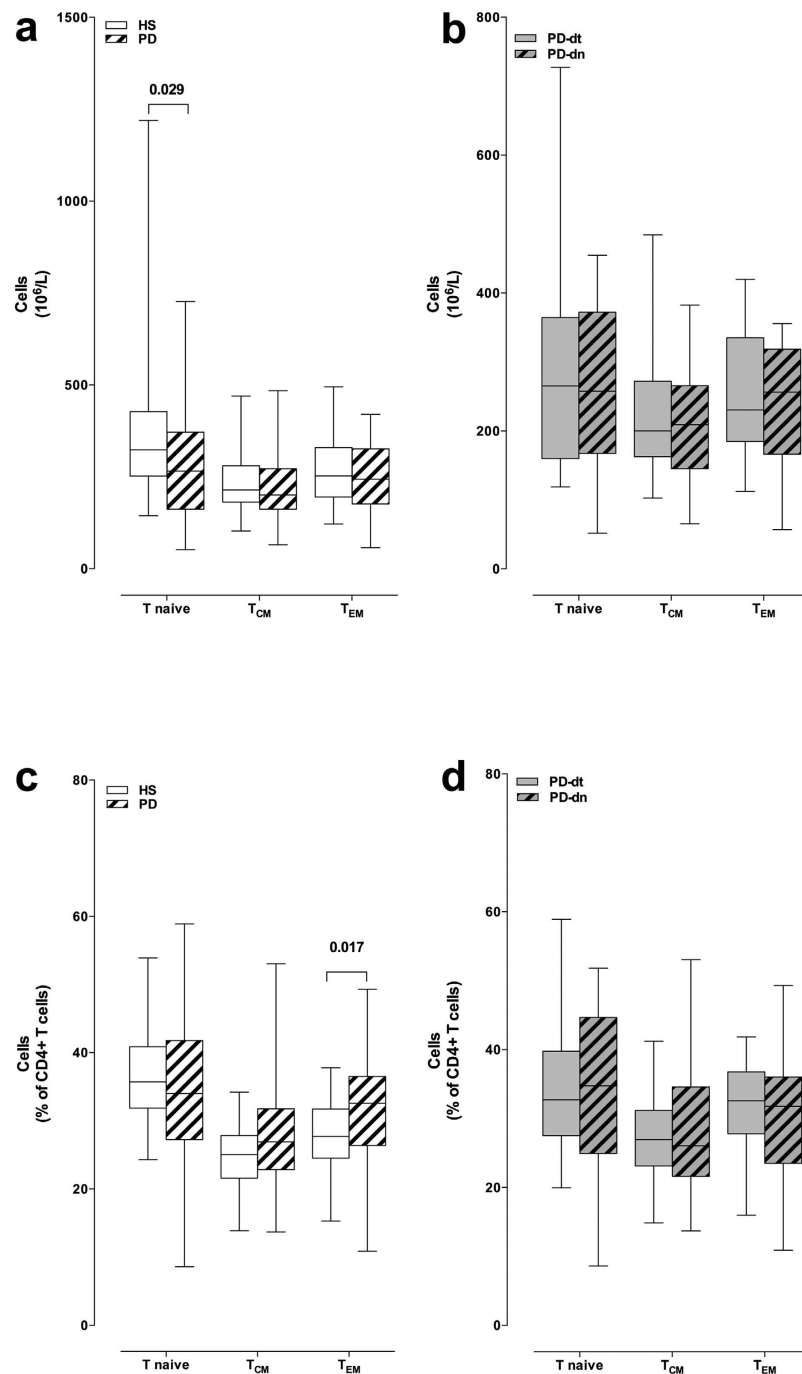 a
HS
PD
1500
1000
500
0
Cells
(10⁶/L)
0.029
T naive
T_CM
T_EM
b
PD-dt
PD-dn
800
600
400
200
0
Cells
(10⁶/L)
T naive
T_CM
T_EM
c
HS
PD
80
60
40
20
0
Cells
(% of CD4+ T cells)
0.017
T naive
T_CM
T_EM
d
PD-dt
PD-dn
80
60
40
20
0
Cells
(% of CD4+ T cells)
T naive
T_CM
T_EM